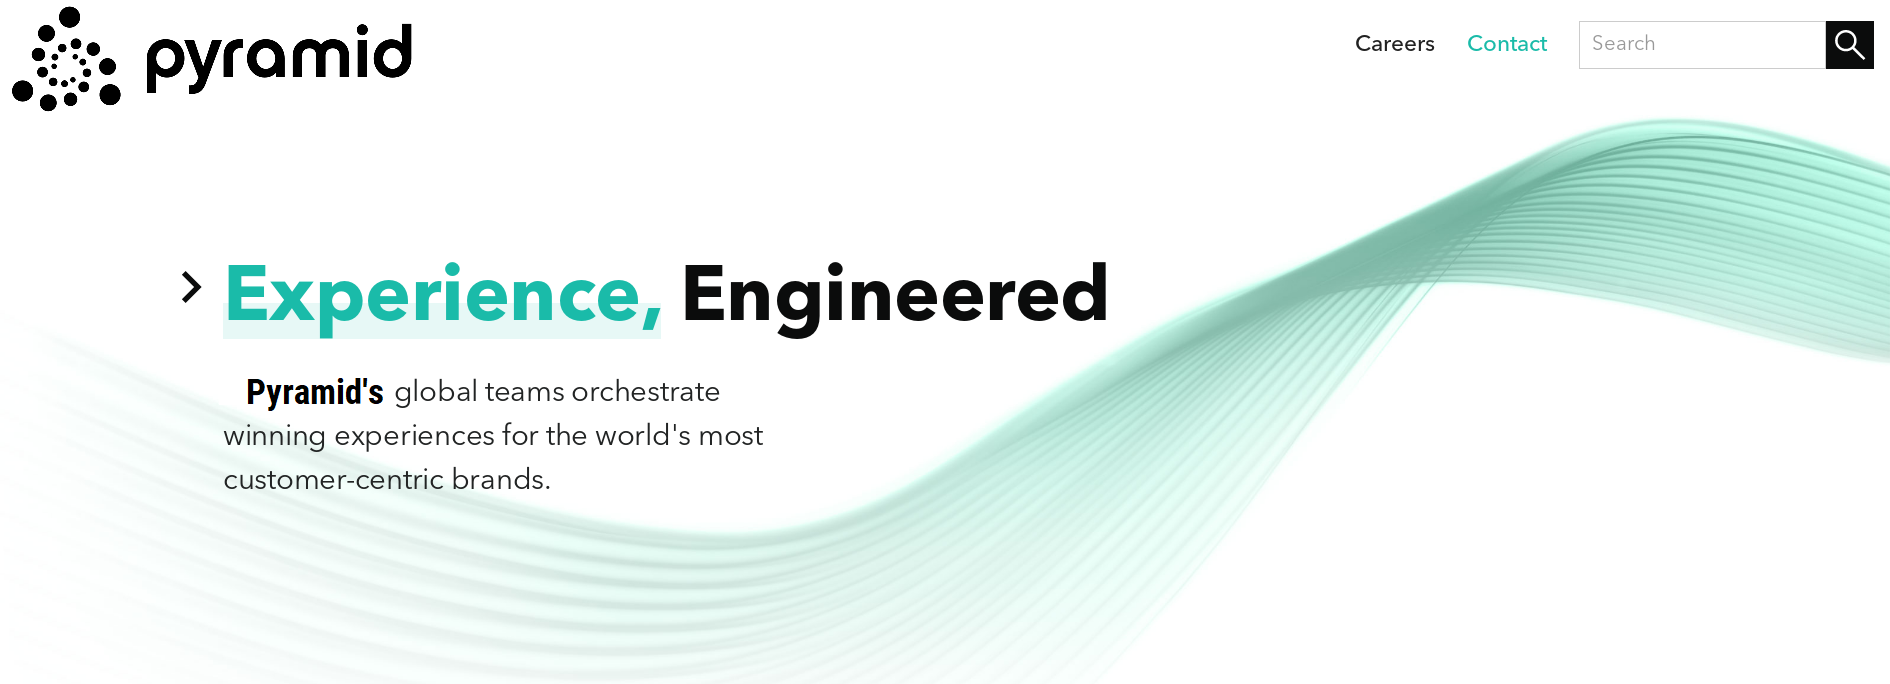 pyramid
Careers Contact Search
Experience, Engineered
Pyramid's global teams orchestrate
winning experiences for the world's most
customer-centric brands.